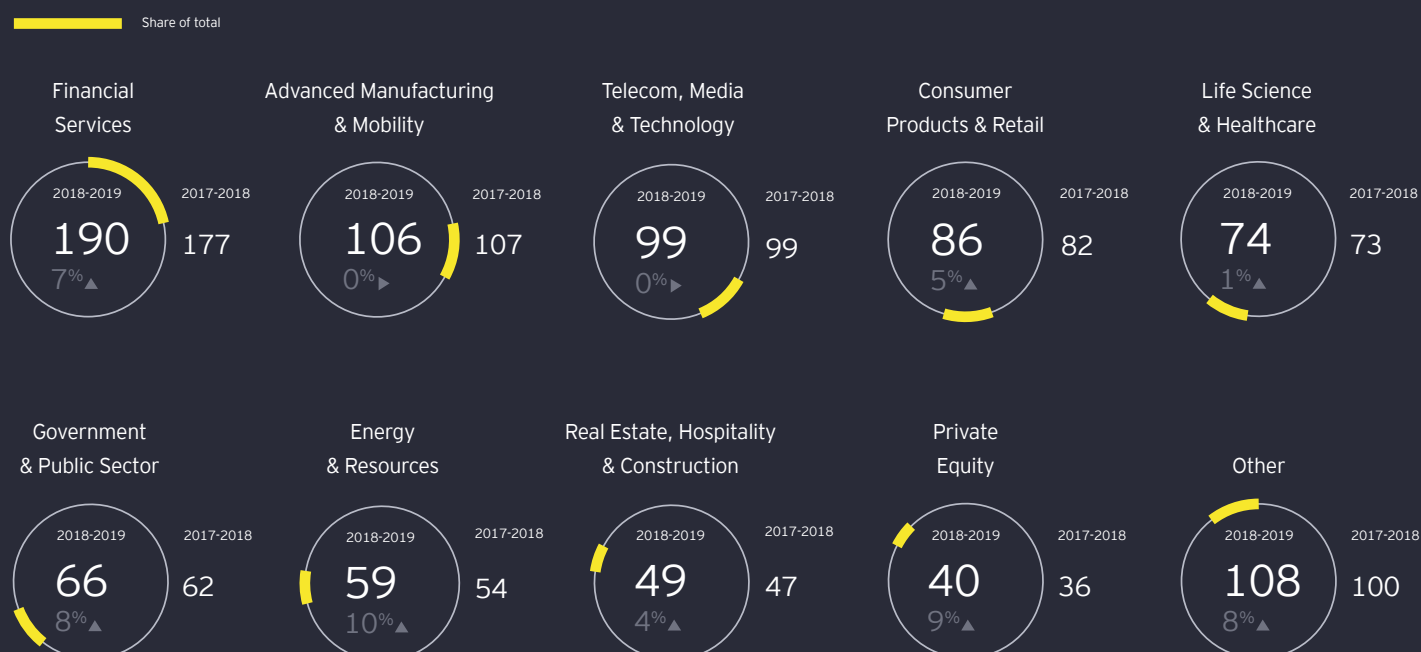 Share of total
Financial
Services
2018-2019
190
7%▲
2017-2018
177
Advanced Manufacturing
& Mobility
2018-2019
106
0%▶
2017-2018
107
Telecom, Media
& Technology
2018-2019
99
0%▶
2017-2018
99
Consumer
Products & Retail
2018-2019
86
5%▲
2017-2018
82
Life Science
& Healthcare
2018-2019
74
1%▲
2017-2018
73
Government
& Public Sector
2018-2019
66
8%▲
2017-2018
62
Energy
& Resources
2018-2019
59
10%▲
2017-2018
54
Real Estate, Hospitality
& Construction
2018-2019
49
4%▲
2017-2018
47
Private
Equity
2018-2019
40
9%▲
2017-2018
36
Other
2018-2019
108
8%▲
2017-2018
100